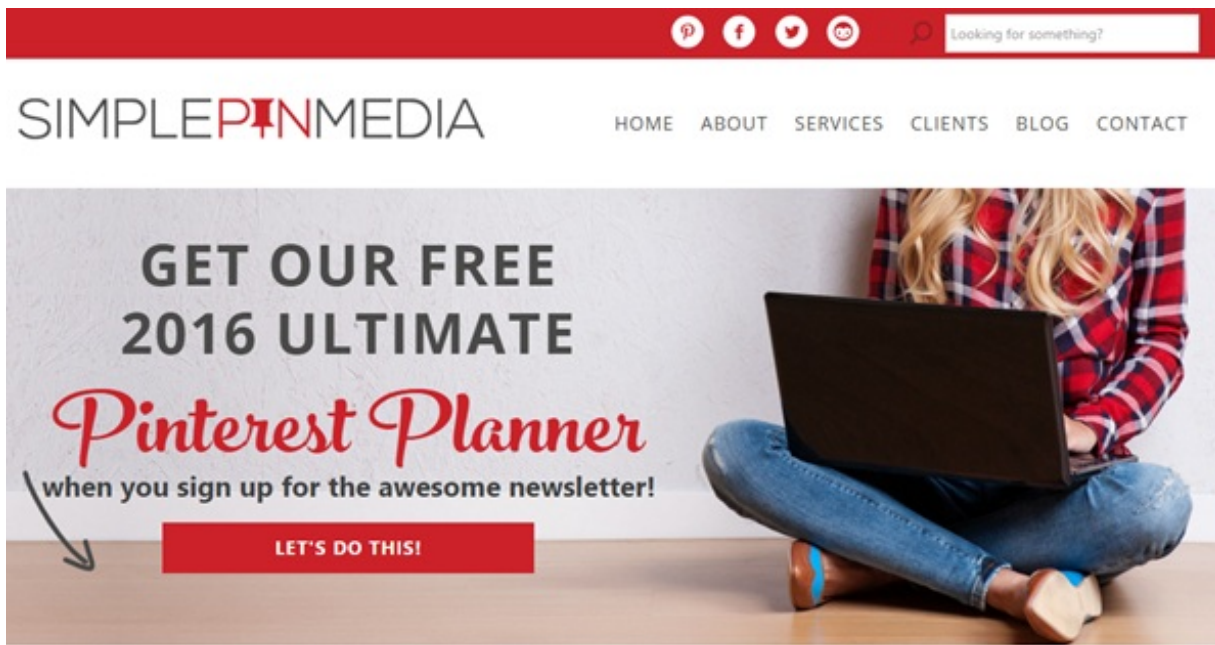 Looking for something?
SIMPLEPINMEDIA
HOME ABOUT SERVICES CLIENTS BLOG CONTACT
GET OUR FREE
2016 ULTIMATE
Pinterest Planner
when you sign up for the awesome newsletter!
LET'S DO THIS!